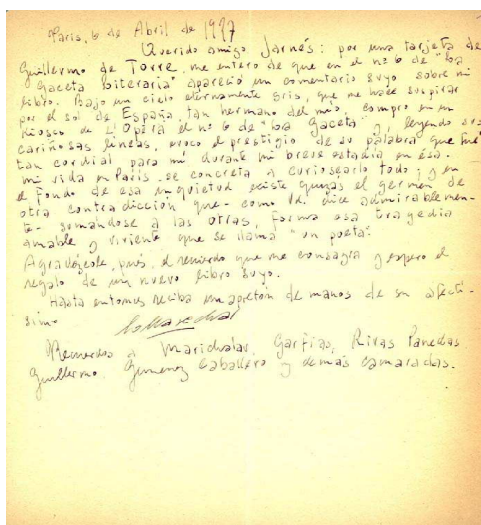 Paris, 6 de Abril de 1927
Querido amigo Jarnés: por una tarjeta de
Guillermo de Torre, me entero de que en el nº 6 de "La
Gaceta Literaria" apareció un comentario suyo sobre mi
libro. Bajo un cielo eternamente gris, que me hace suspirar
por el sol de España, tan hermano del mío, compro en un
Kiosco de L'Opéra el nº 6 de "La Gaceta" y, leyendo sus
cariñosas líneas, evoco el prestigio de su palabra que fué
tan cordial para mí durante mi breve estadía en ésa.
Mi vida en París se concreta a curiosearlo todo; y en
el fondo de esa inquietud existe quizás el germen de
otra contradicción que - como Vd. dice admirablemen-
te - sumándose a las otras, forma esa tragedia
amable y viviente que se llama "un poeta".
Agradézcole, pués, el recuerdo que me consagra y espero el
regalo de un nuevo libro suyo.
Hasta entonces reciba un apretón de manos de su afectí-
simo
L. Marechal
Recuerdos a Marichalar, Garfias, Rivas Panedas,
Guillermo, Gimenez Caballero y demás camaradas.